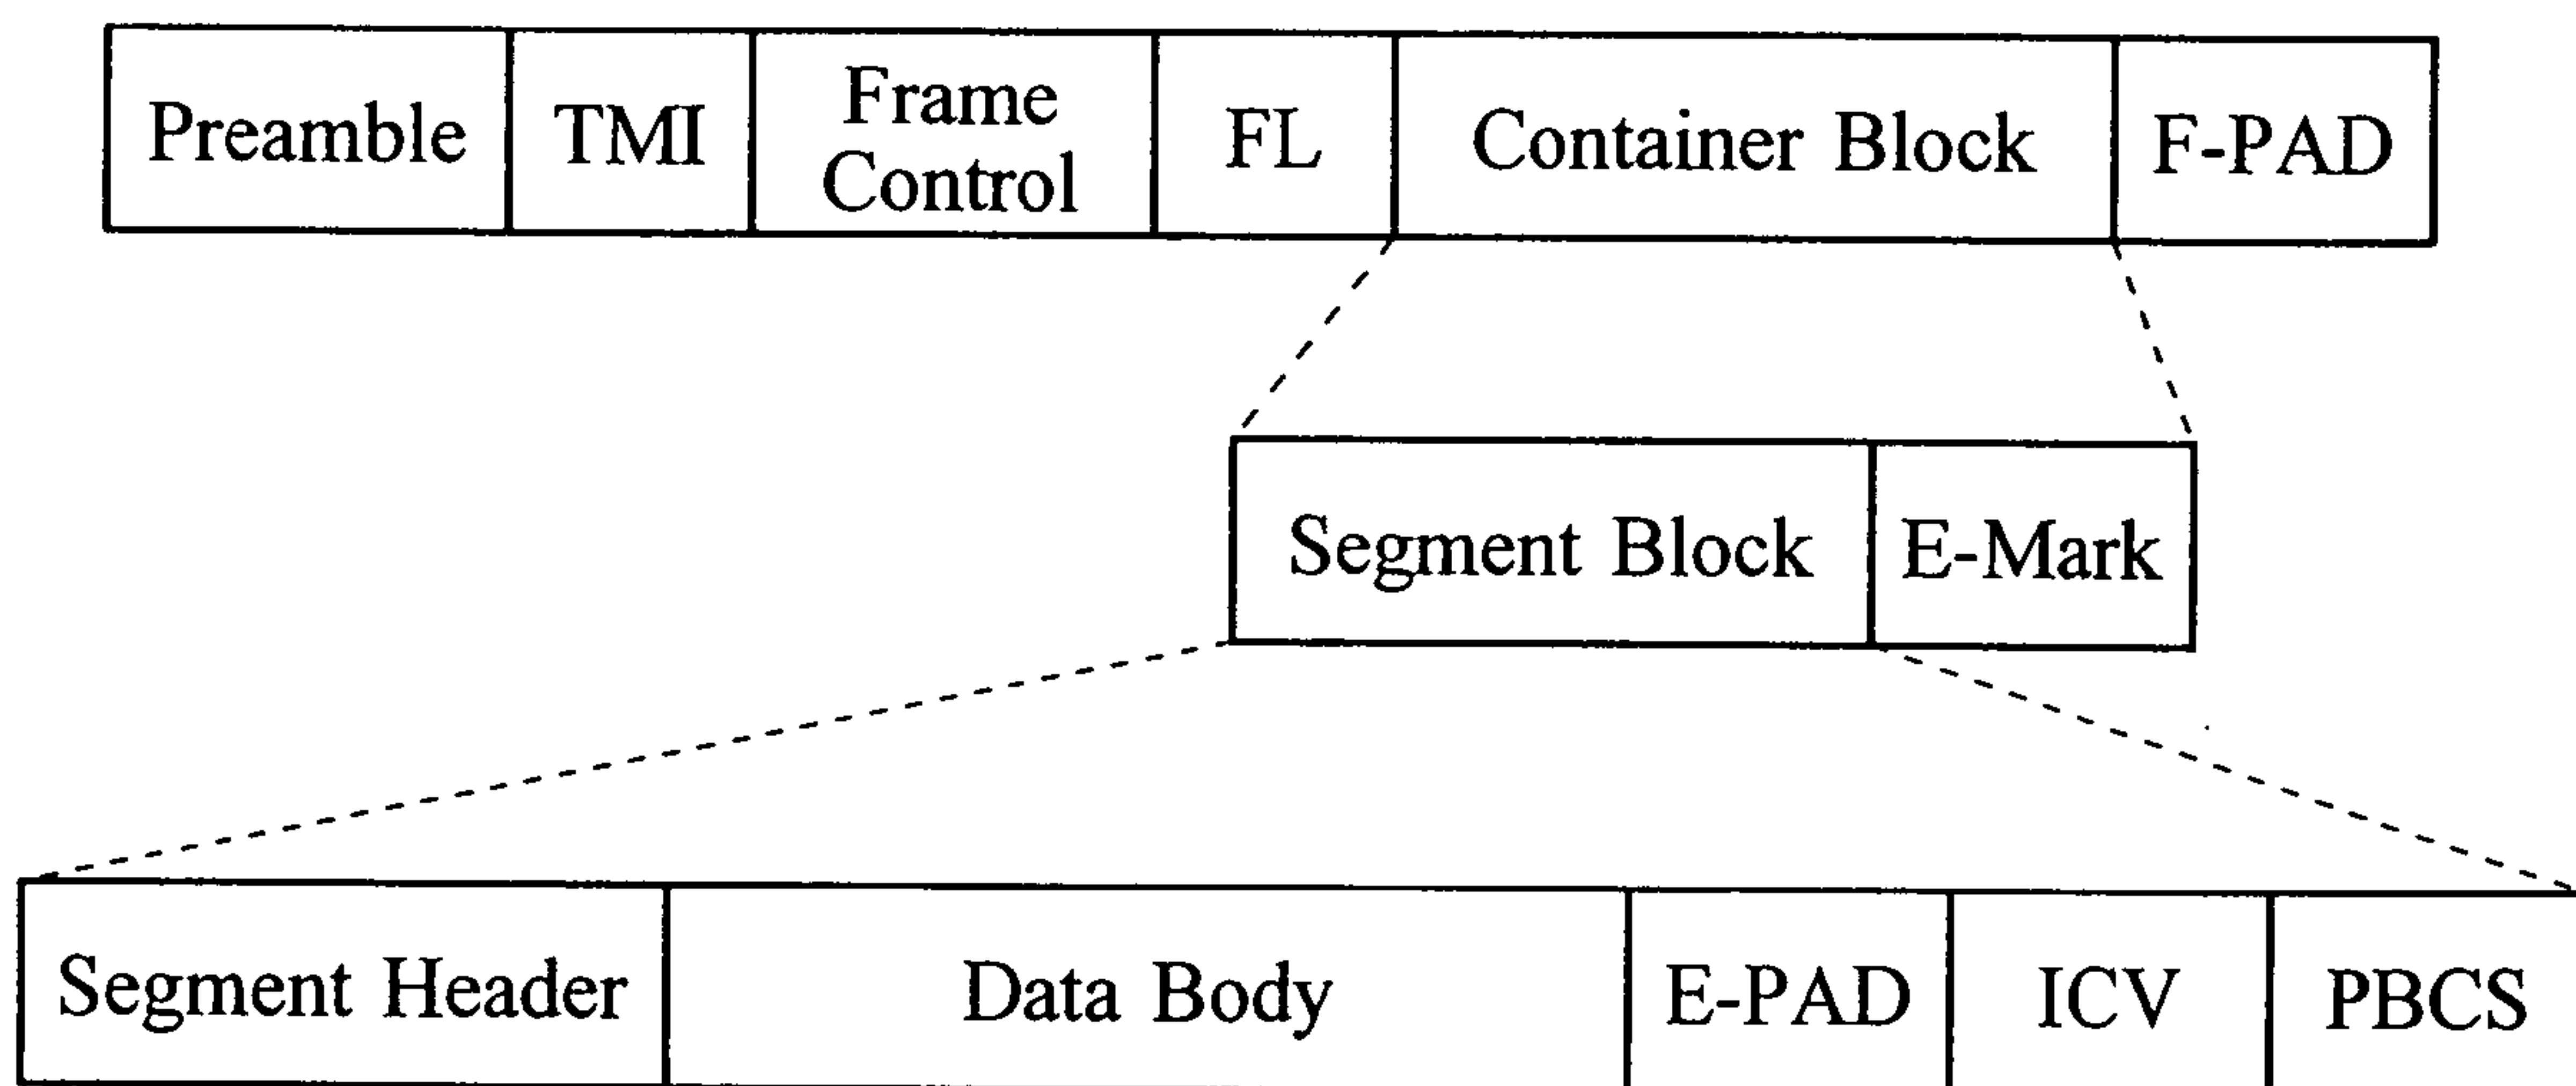 Preamble TMI Frame Control FL Container Block F-PAD
Segment Block E-Mark
Segment Header Data Body E-PAD ICV PBCS